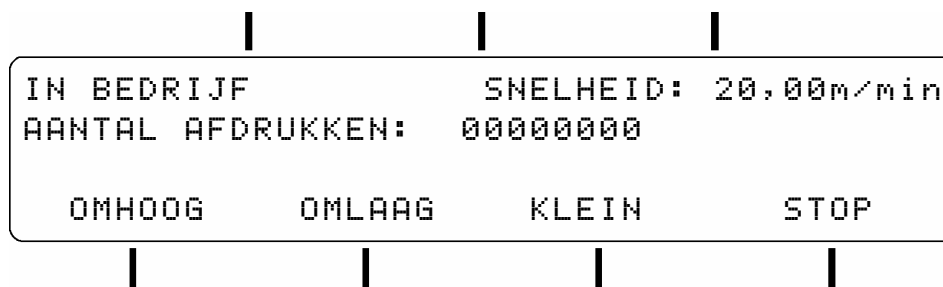 IN BEDRIJF SNELHEID: 20,00m/min
AANTAL AFDRUKKEN: 00000000
OMHOOG OMLAAG KLEIN STOP